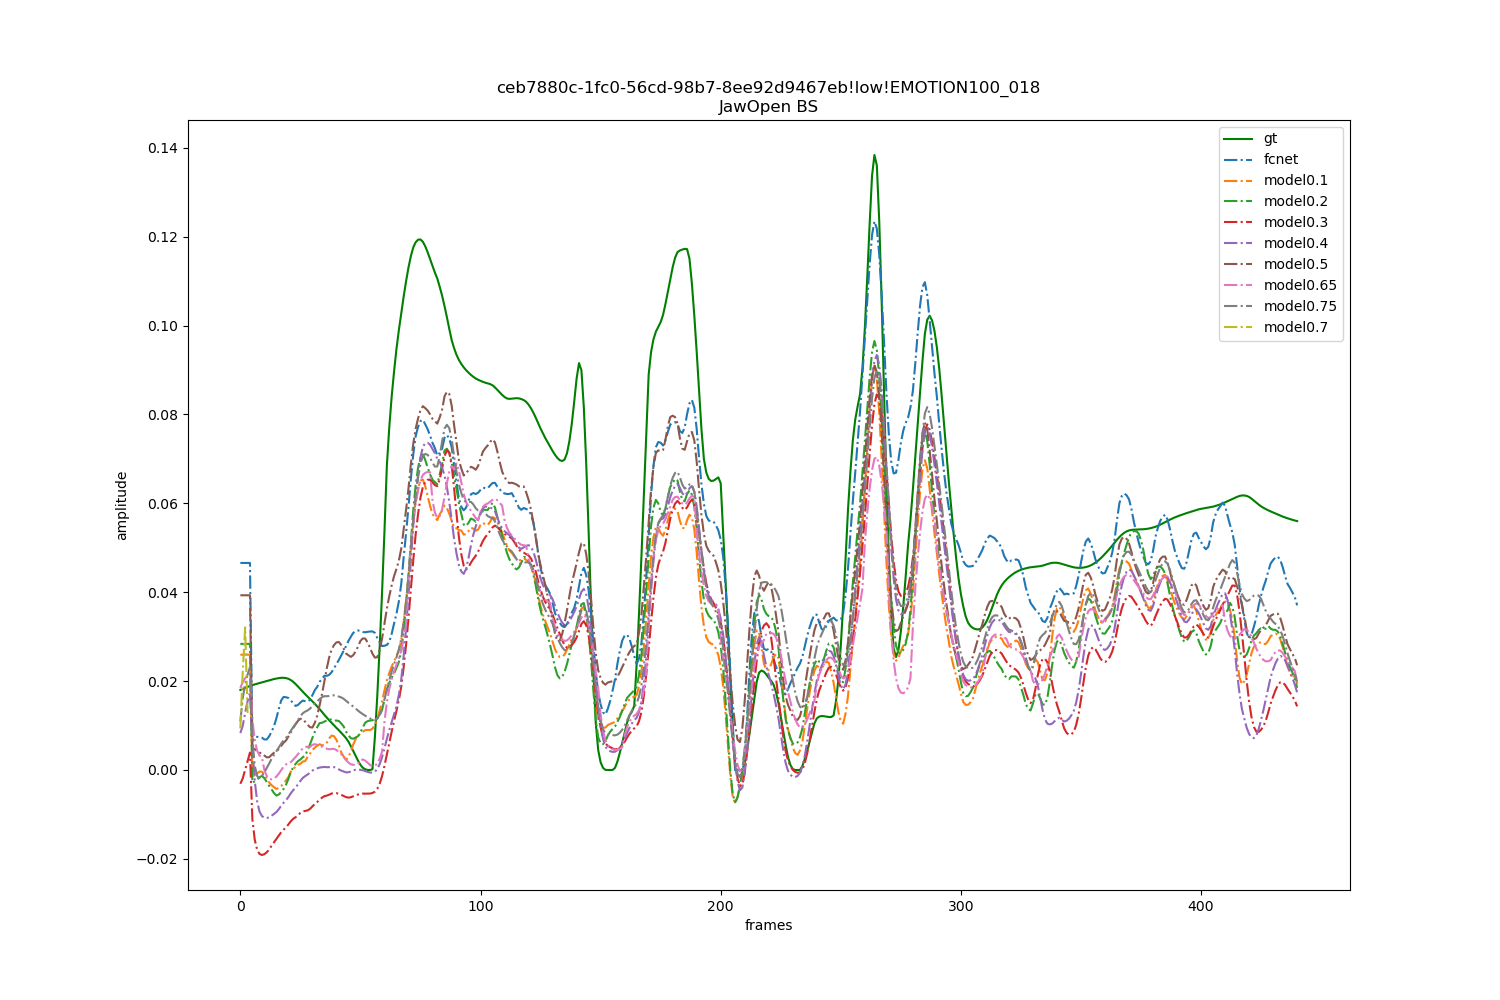 ceb7880c-1fc0-56cd-98b7-8ee92d9467eb!low!EMOTION100_018
JawOpen BS
gt
fcnet
model0.1
model0.2
model0.3
model0.4
model0.5
model0.65
model0.75
model0.7
amplitude
0.14
0.12
0.10
0.08
0.06
0.04
0.02
0.00
−0.02
0
100
200
300
400
frames